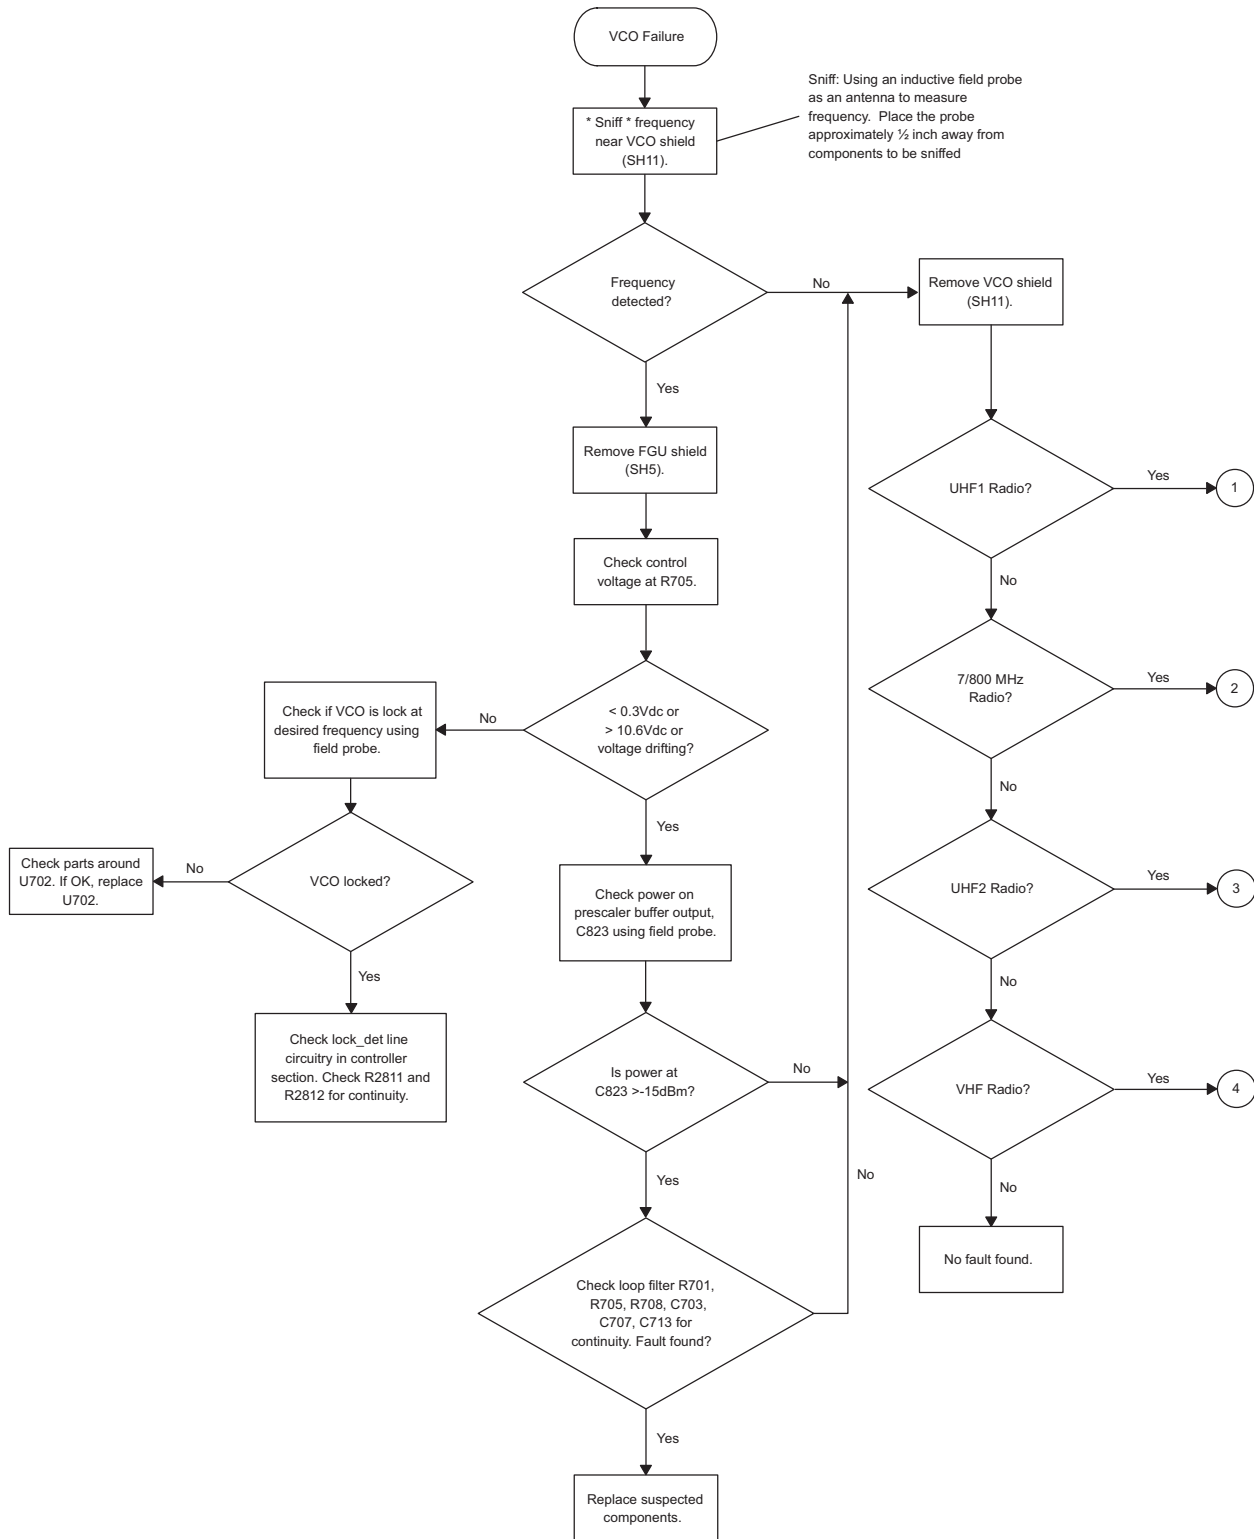 VCO Failure
Sniff: Using an inductive field probe
as an antenna to measure
frequency. Place the probe
approximately ½ inch away from
components to be sniffed
* Sniff * frequency
near VCO shield
(SH11).
Frequency
detected?
No
Remove VCO shield
(SH11).
Yes
Remove FGU shield
(SH5).
UHF1 Radio?
Yes
1
Check control
voltage at R705.
No
< 0.3Vdc or
> 10.6Vdc or
voltage drifting?
No
Check if VCO is lock at
desired frequency using
field probe.
7/800 MHz
Radio?
Yes
2
No
Yes
VCO locked?
No
Check parts around
U702. If OK, replace
U702.
Check power on
prescaler buffer output,
C823 using field probe.
UHF2 Radio?
Yes
3
Yes
No
Check lock_det line
circuitry in controller
section. Check R2811 and
R2812 for continuity.
Is power at
C823 >-15dBm?
No
VHF Radio?
Yes
4
Yes
No
No
Check loop filter R701,
R705, R708, C703,
C707, C713 for
continuity. Fault found?
No fault found.
Yes
Replace suspected
components.